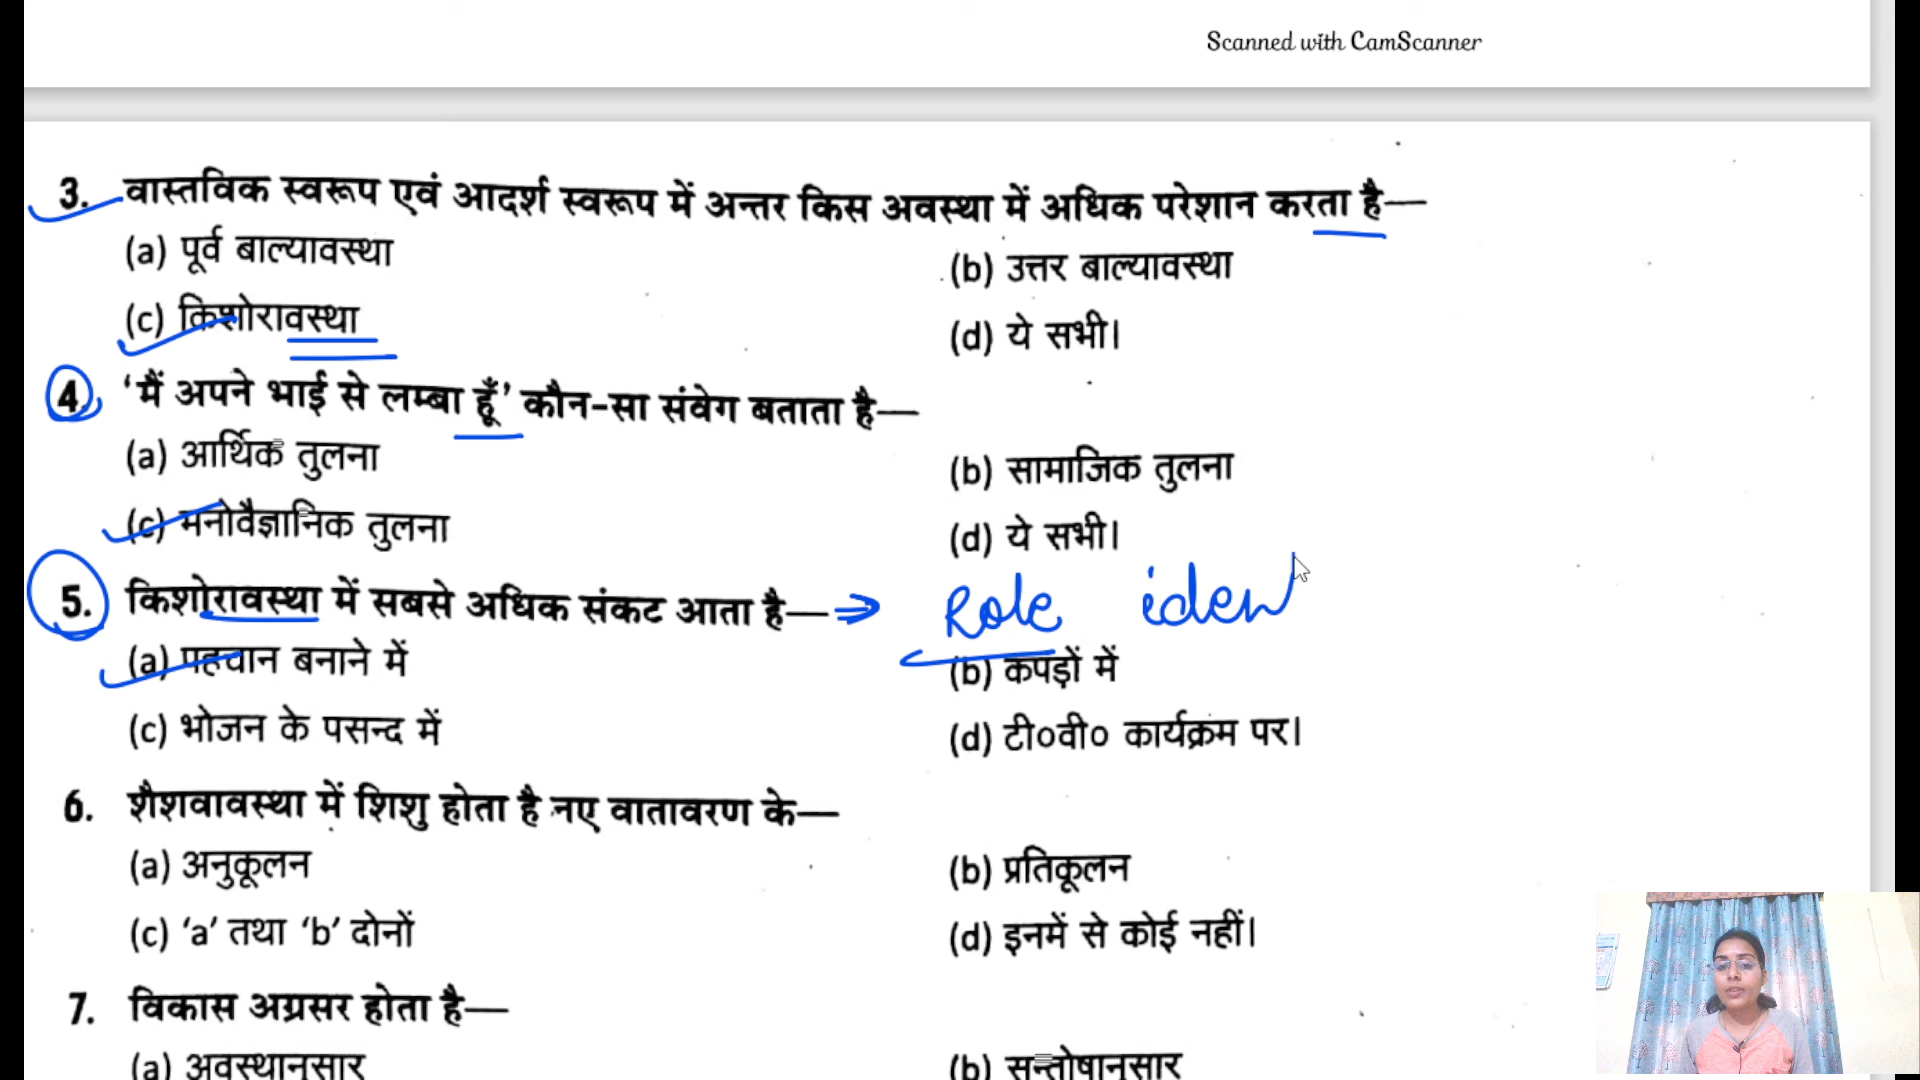 Scanned with CamScanner
3. वास्तविक स्वरूप एवं आदर्श स्वरूप में अन्तर किस अवस्था में अधिक परेशान करता है—
(a) पूर्व बाल्यावस्था (b) उत्तर बाल्यावस्था
(c) किशोरावस्था (d) ये सभी।
4. 'मैं अपने भाई से लम्बा हूँ' कौन-सा संवेग बताता है—
(a) आर्थिक तुलना (b) सामाजिक तुलना
(c) मनोवैज्ञानिक तुलना (d) ये सभी।
5. किशोरावस्था में सबसे अधिक संकट आता है— ⇒ Role iden
(a) पहचान बनाने में (b) कपड़ों में
(c) भोजन के पसन्द में (d) टी०वी० कार्यक्रम पर।
6. शैशवावस्था में शिशु होता है नए वातावरण के—
(a) अनुकूलन (b) प्रतिकूलन
(c) 'a' तथा 'b' दोनों (d) इनमें से कोई नहीं।
7. विकास अग्रसर होता है—
(a) अवस्थानुसार (b) सन्तोषानुसार